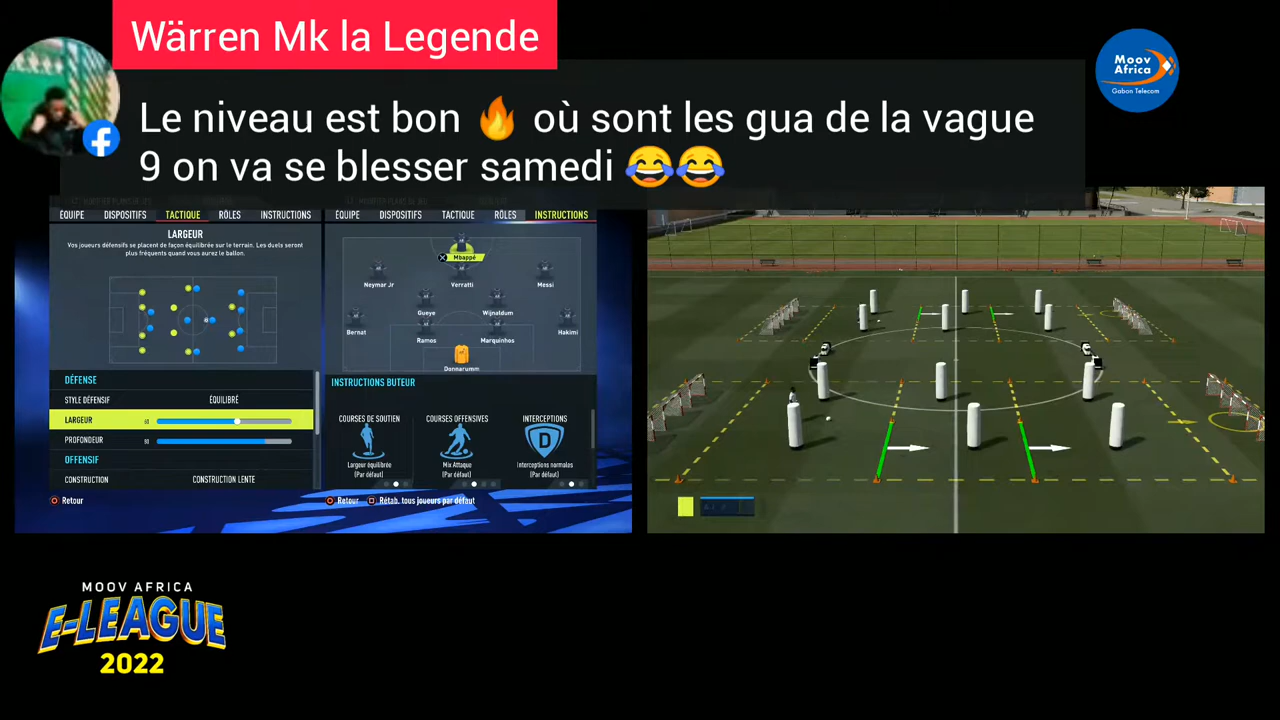 Wärren Mk la Legende
Le niveau est bon 🔥 où sont les gua de la vague
9 on va se blesser samedi 😂😂
Moov
Africa
Gabon Telecom
ÉQUIPE DISPOSITIFS TACTIQUE RÔLES INSTRUCTIONS
LARGEUR
Vos joueurs défensifs se placent de façon équilibrée sur le terrain. Les duels seront
plus fréquents quand vous aurez le ballon.
DÉFENSE
STYLE DÉFENSIF ÉQUILIBRÉ
LARGEUR
PROFONDEUR
OFFENSIF
CONSTRUCTION CONSTRUCTION LENTE
Retour
ÉQUIPE DISPOSITIFS TACTIQUE RÔLES INSTRUCTIONS
Mbappé
Neymar Jr Verratti Messi
Gueye Wijnaldum
Bernat Hakimi
Ramos Marquinhos
Donnarumm
INSTRUCTIONS BUTEUR
COURSES DE SOUTIEN COURSES OFFENSIVES INTERCEPTIONS
D
Largeur équilibrée Mix Attaque Interceptions normales
(Par défaut) (Par défaut) (Par défaut)
Retour Rétab. tous joueurs par défaut
MOOV AFRICA
E-LEAGUE
2022